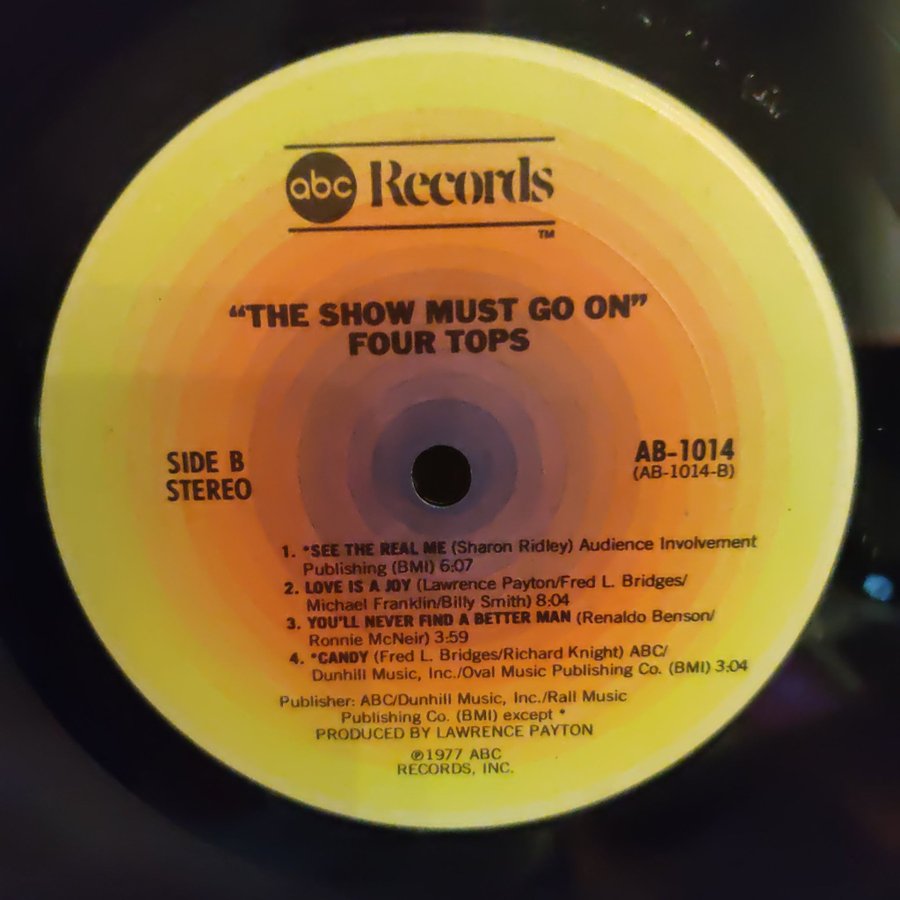 abc Records
TM
“THE SHOW MUST GO ON”
FOUR TOPS
SIDE B
STEREO
AB-1014
(AB-1014-B)
1. *SEE THE REAL ME (Sharon Ridley) Audience Involvement
Publishing (BMI) 6:07
2. LOVE IS A JOY (Lawrence Payton/Fred L. Bridges/
Michael Franklin/Billy Smith) 8:04
3. YOU'LL NEVER FIND A BETTER MAN (Renaldo Benson/
Ronnie McNeir) 3:59
4. *CANDY (Fred L. Bridges/Richard Knight) ABC/
Dunhill Music, Inc./Oval Music Publishing Co. (BMI) 3:04
Publisher: ABC/Dunhill Music, Inc./Rall Music
Publishing Co. (BMI) except *
PRODUCED BY LAWRENCE PAYTON
℗1977 ABC
RECORDS, INC.